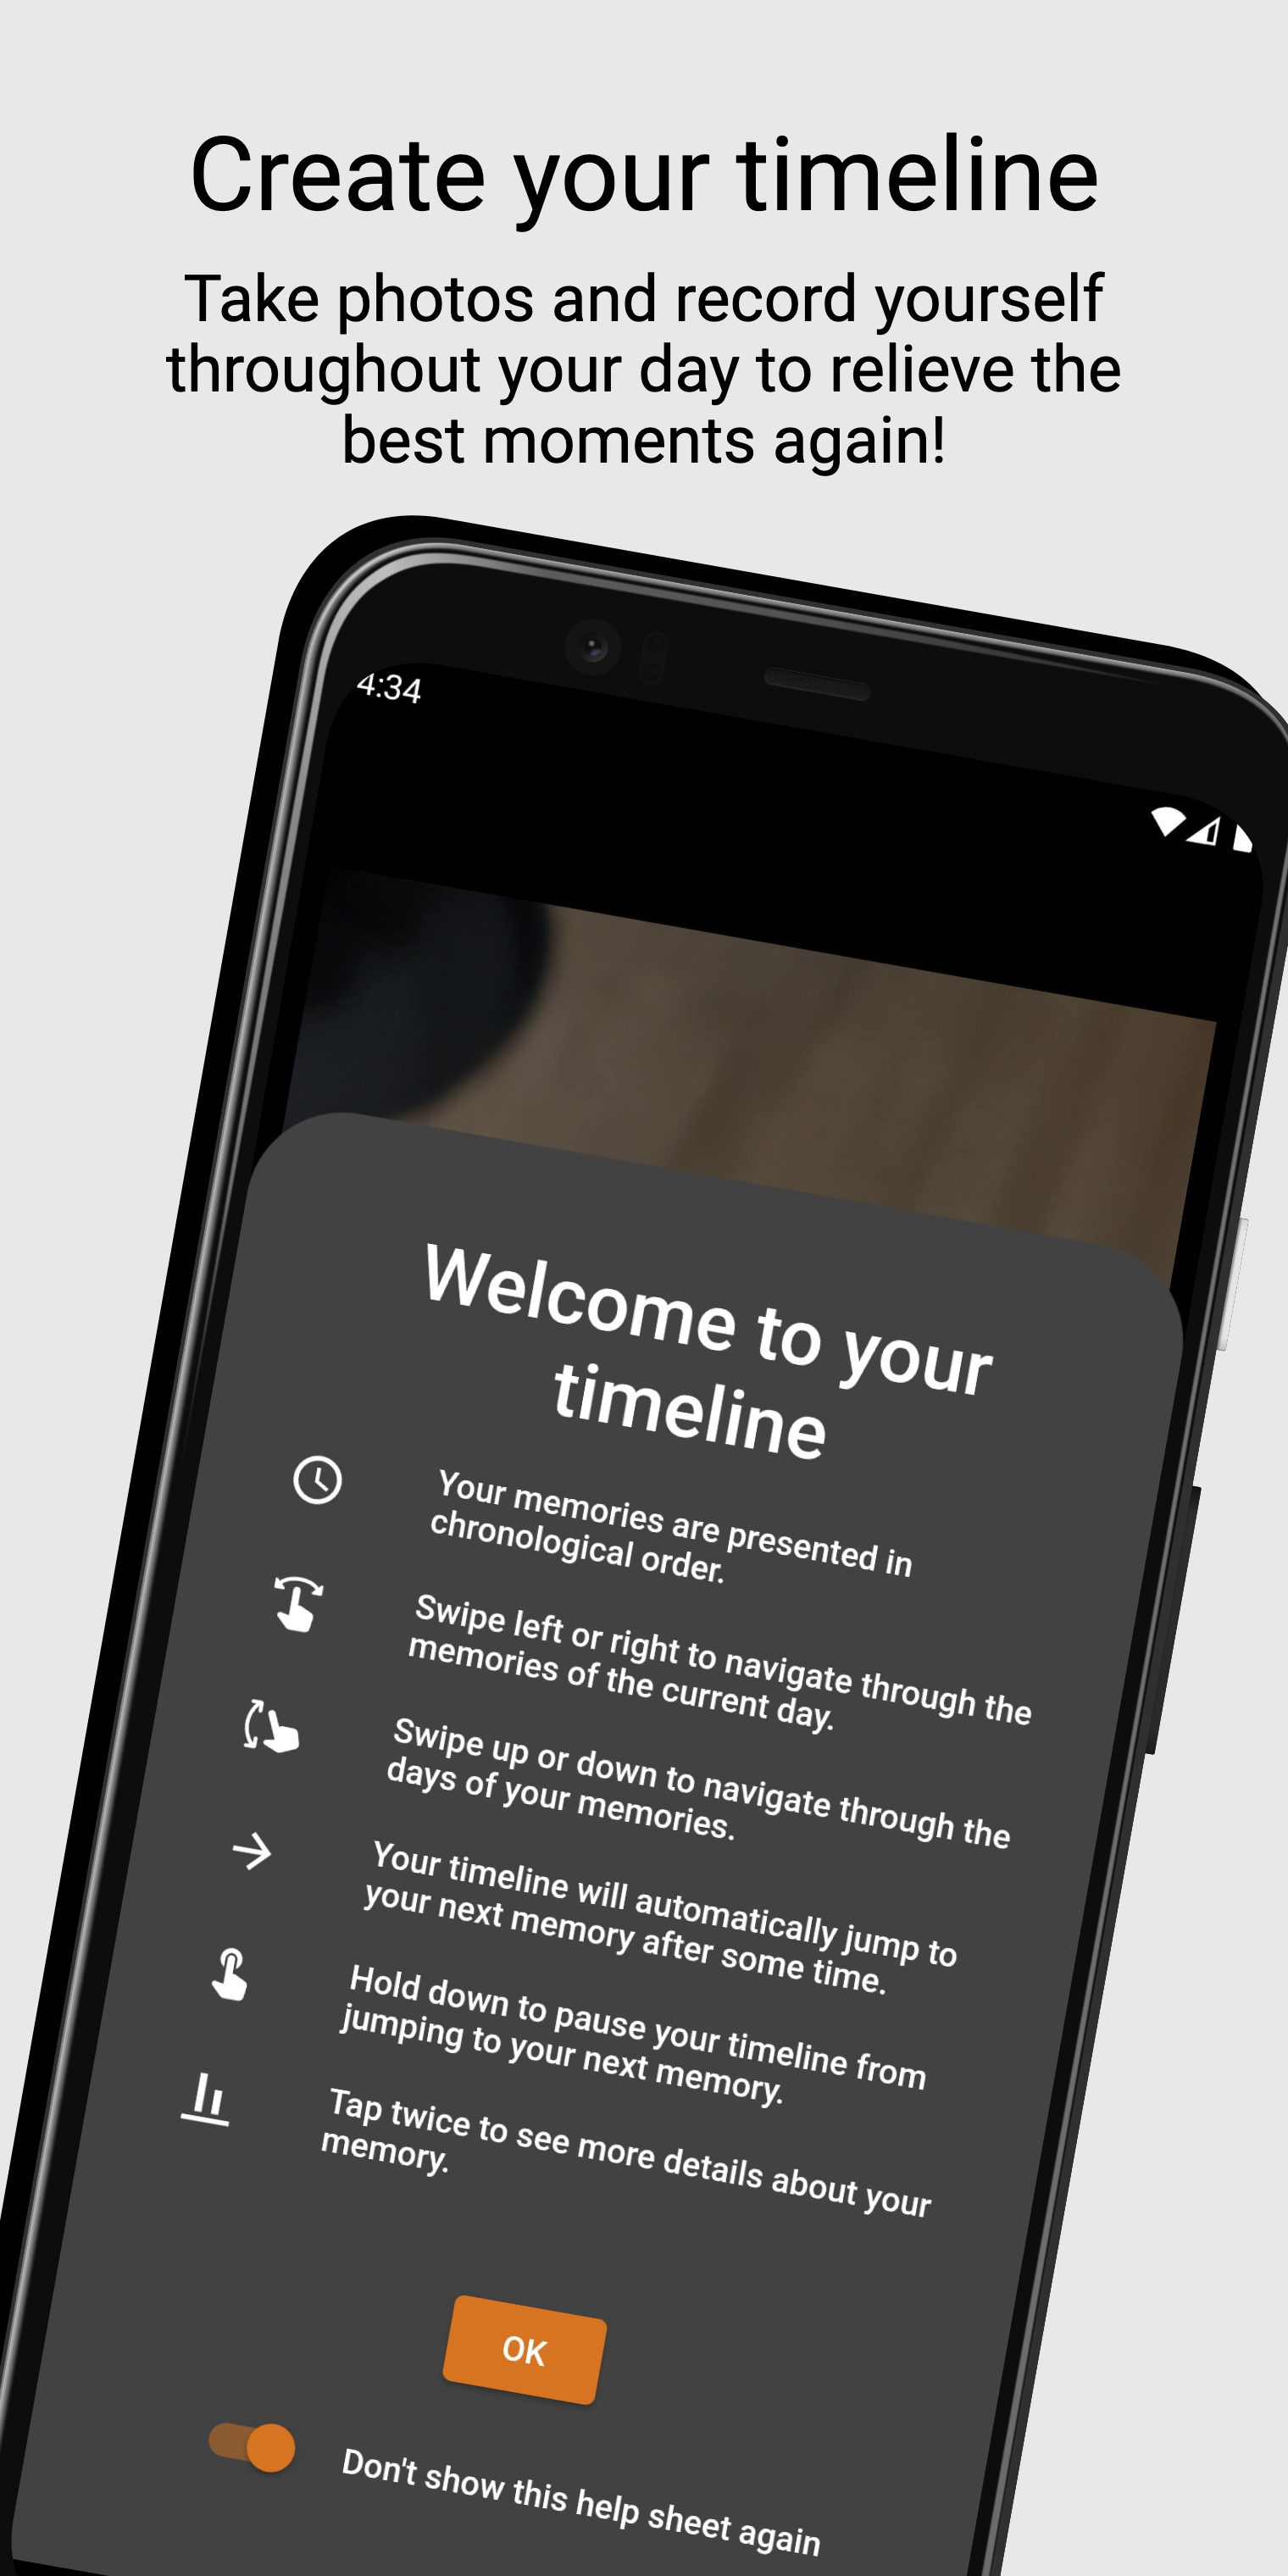 Create your timeline
Take photos and record yourself
throughout your day to relieve the
best moments again!
4:34
Welcome to your
timeline
Your memories are presented in
chronological order.
Swipe left or right to navigate through the
memories of the current day.
Swipe up or down to navigate through the
days of your memories.
Your timeline will automatically jump to
your next memory after some time.
Hold down to pause your timeline from
jumping to your next memory.
Tap twice to see more details about your
memory.
OK
Don't show this help sheet again